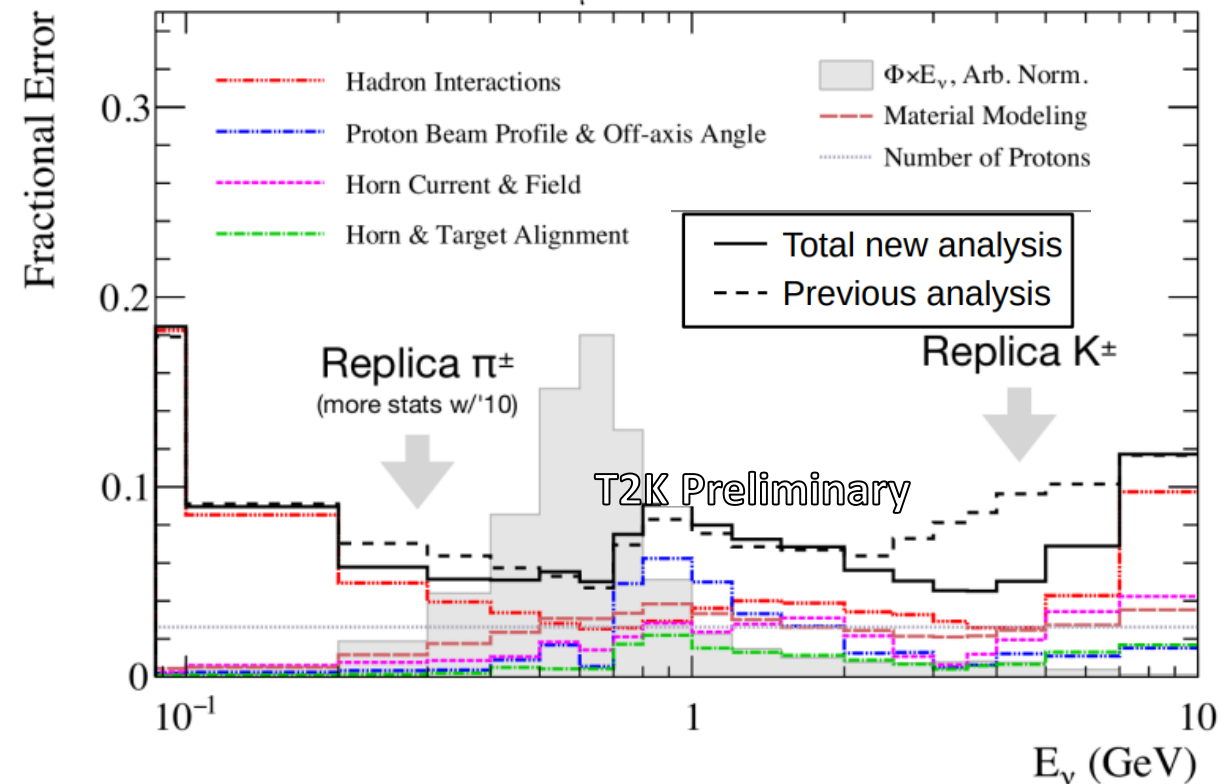 Fractional Error
Hadron Interactions
Proton Beam Profile & Off-axis Angle
Horn Current & Field
Horn & Target Alignment
Φ×Eν, Arb. Norm.
Material Modeling
Number of Protons
Total new analysis
Previous analysis
Replica π±
(more stats w/'10)
Replica K±
T2K Preliminary
0.3
0.2
0.1
0
10⁻¹
1
10
Eν (GeV)